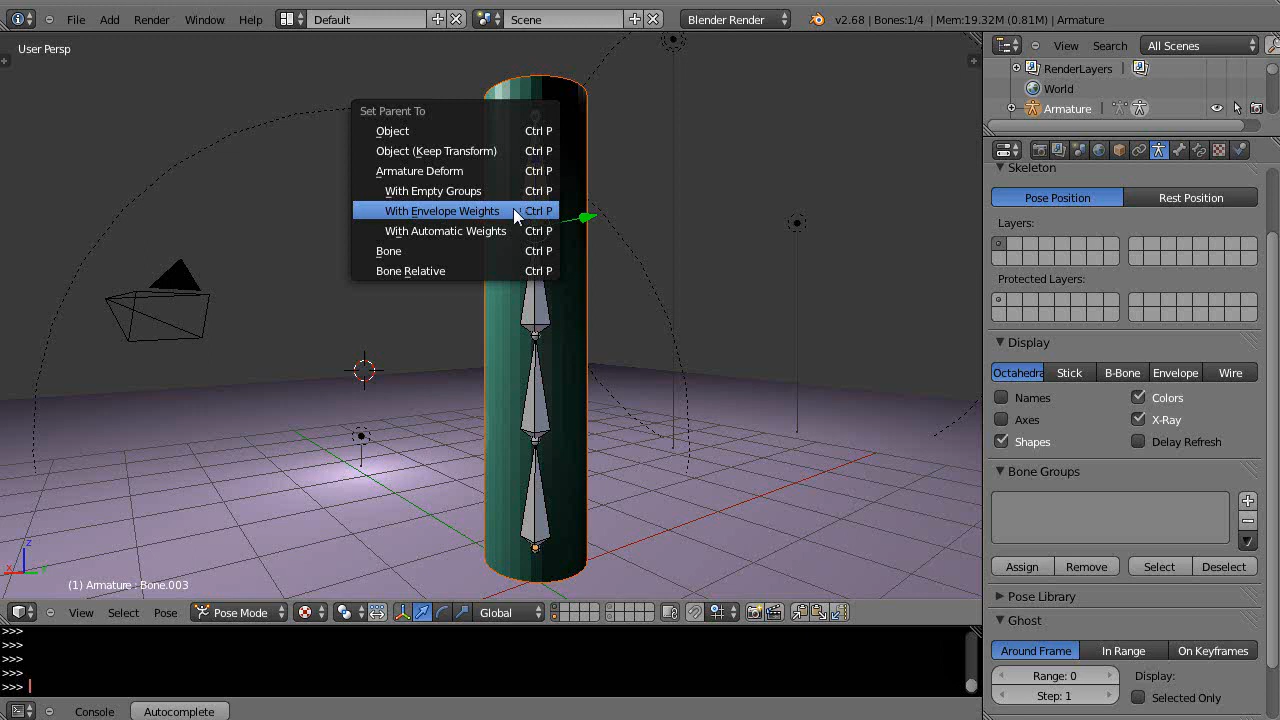 File Add Render Window Help Default Scene Blender Render v2.68 | Bones:1/4 | Mem:19.32M (0.81M) | Armature
User Persp
View Search All Scenes
RenderLayers
World
Armature
Set Parent To
Object Ctrl P
Object (Keep Transform) Ctrl P
Armature Deform Ctrl P
With Empty Groups Ctrl P
With Envelope Weights Ctrl P
With Automatic Weights Ctrl P
Bone Ctrl P
Bone Relative Ctrl P
Skeleton
Pose Position Rest Position
Layers:
Protected Layers:
Display
Octahedra Stick B-Bone Envelope Wire
Names Colors
Axes X-Ray
Shapes Delay Refresh
Bone Groups
Assign Remove Select Deselect
Pose Library
Ghost
Around Frame In Range On Keyframes
Range: 0 Display:
Step: 1 Selected Only
z
x y
(1) Armature : Bone.003
View Select Pose Pose Mode Global
>>>
>>>
>>>
>>>
>>>
Console Autocomplete